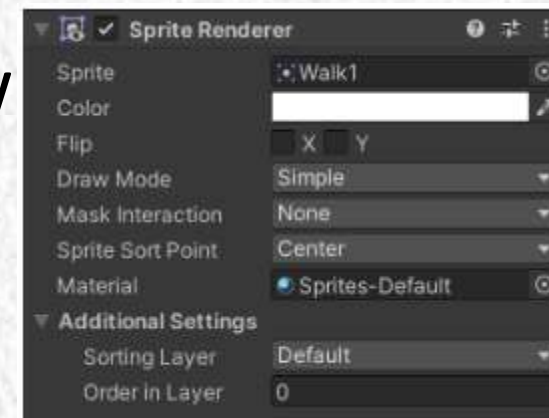 Sprite Renderer
Sprite Walk1
Color
Flip X Y
Draw Mode Simple
Mask Interaction None
Sprite Sort Point Center
Material Sprites-Default
Additional Settings
Sorting Layer Default
Order in Layer 0